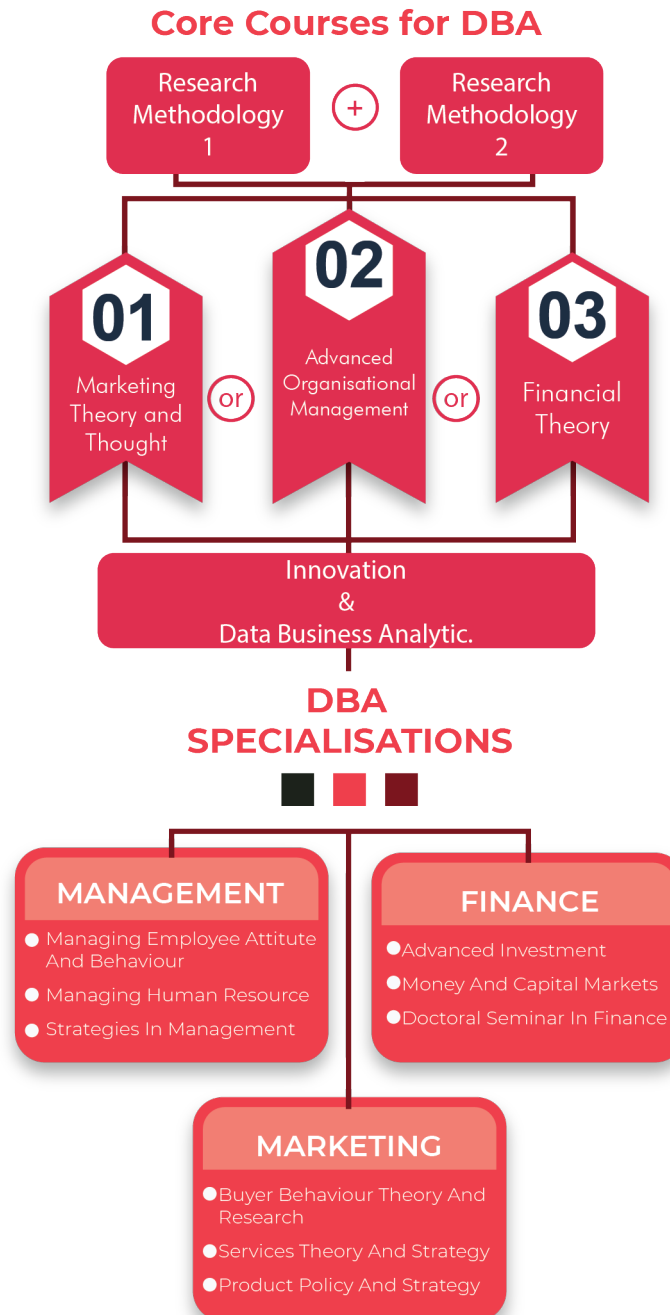 Core Courses for DBA
Research
Methodology
1
+
Research
Methodology
2
01
Marketing
Theory and
Thought
or
02
Advanced
Organisational
Management
or
03
Financial
Theory
Innovation
&
Data Business Analytic.
DBA
SPECIALISATIONS
MANAGEMENT
Managing Employee Attitute
And Behaviour
Managing Human Resource
Strategies In Management
FINANCE
Advanced Investment
Money And Capital Markets
Doctoral Seminar In Finance
MARKETING
Buyer Behaviour Theory And
Research
Services Theory And Strategy
Product Policy And Strategy